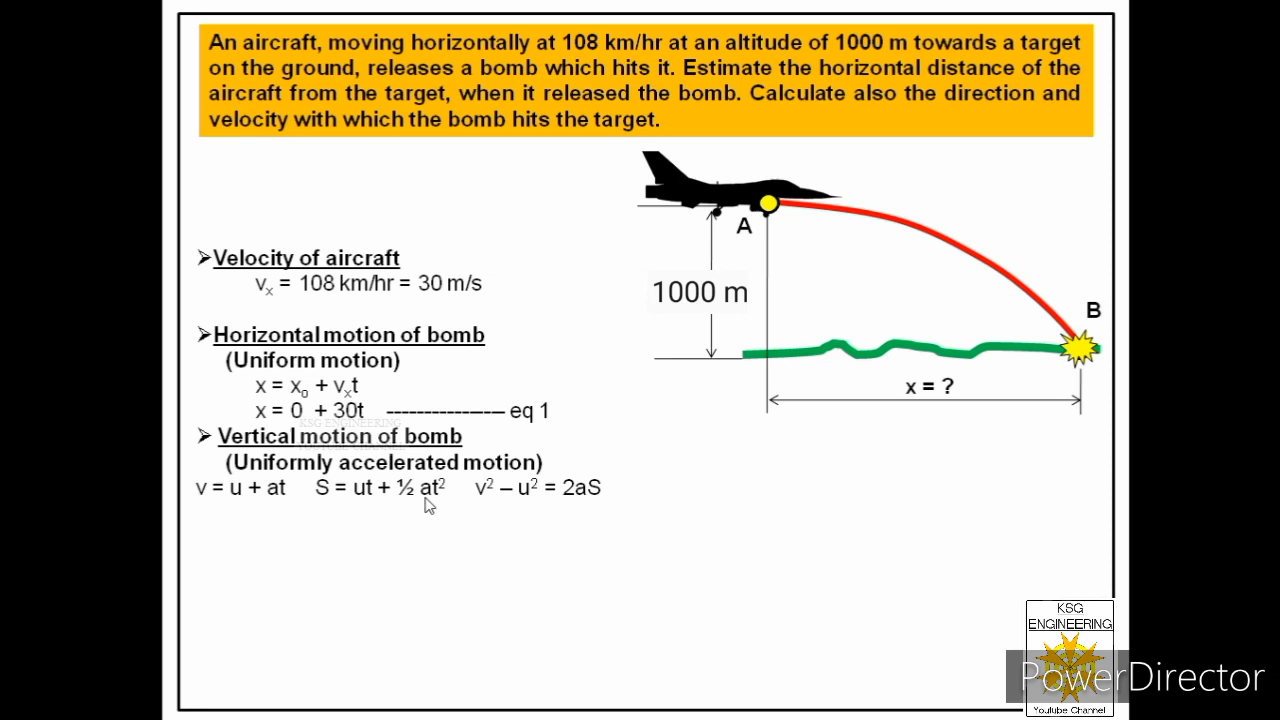 An aircraft, moving horizontally at 108 km/hr at an altitude of 1000 m towards a target
on the ground, releases a bomb which hits it. Estimate the horizontal distance of the
aircraft from the target, when it released the bomb. Calculate also the direction and
velocity with which the bomb hits the target.
A
➢Velocity of aircraft
vₓ = 108 km/hr = 30 m/s
1000 m
B
➢Horizontal motion of bomb
(Uniform motion)
x = x₀ + vₓt
x = ?
x = 0 + 30t ---------------- eq 1
KSG ENGINEERING
➢ Vertical motion of bomb
YOUTUBE CHANNEL
(Uniformly accelerated motion)
v = u + at S = ut + ½ at² v² – u² = 2aS
KSG
ENGINEERING
PowerDirector
Youtube Channel